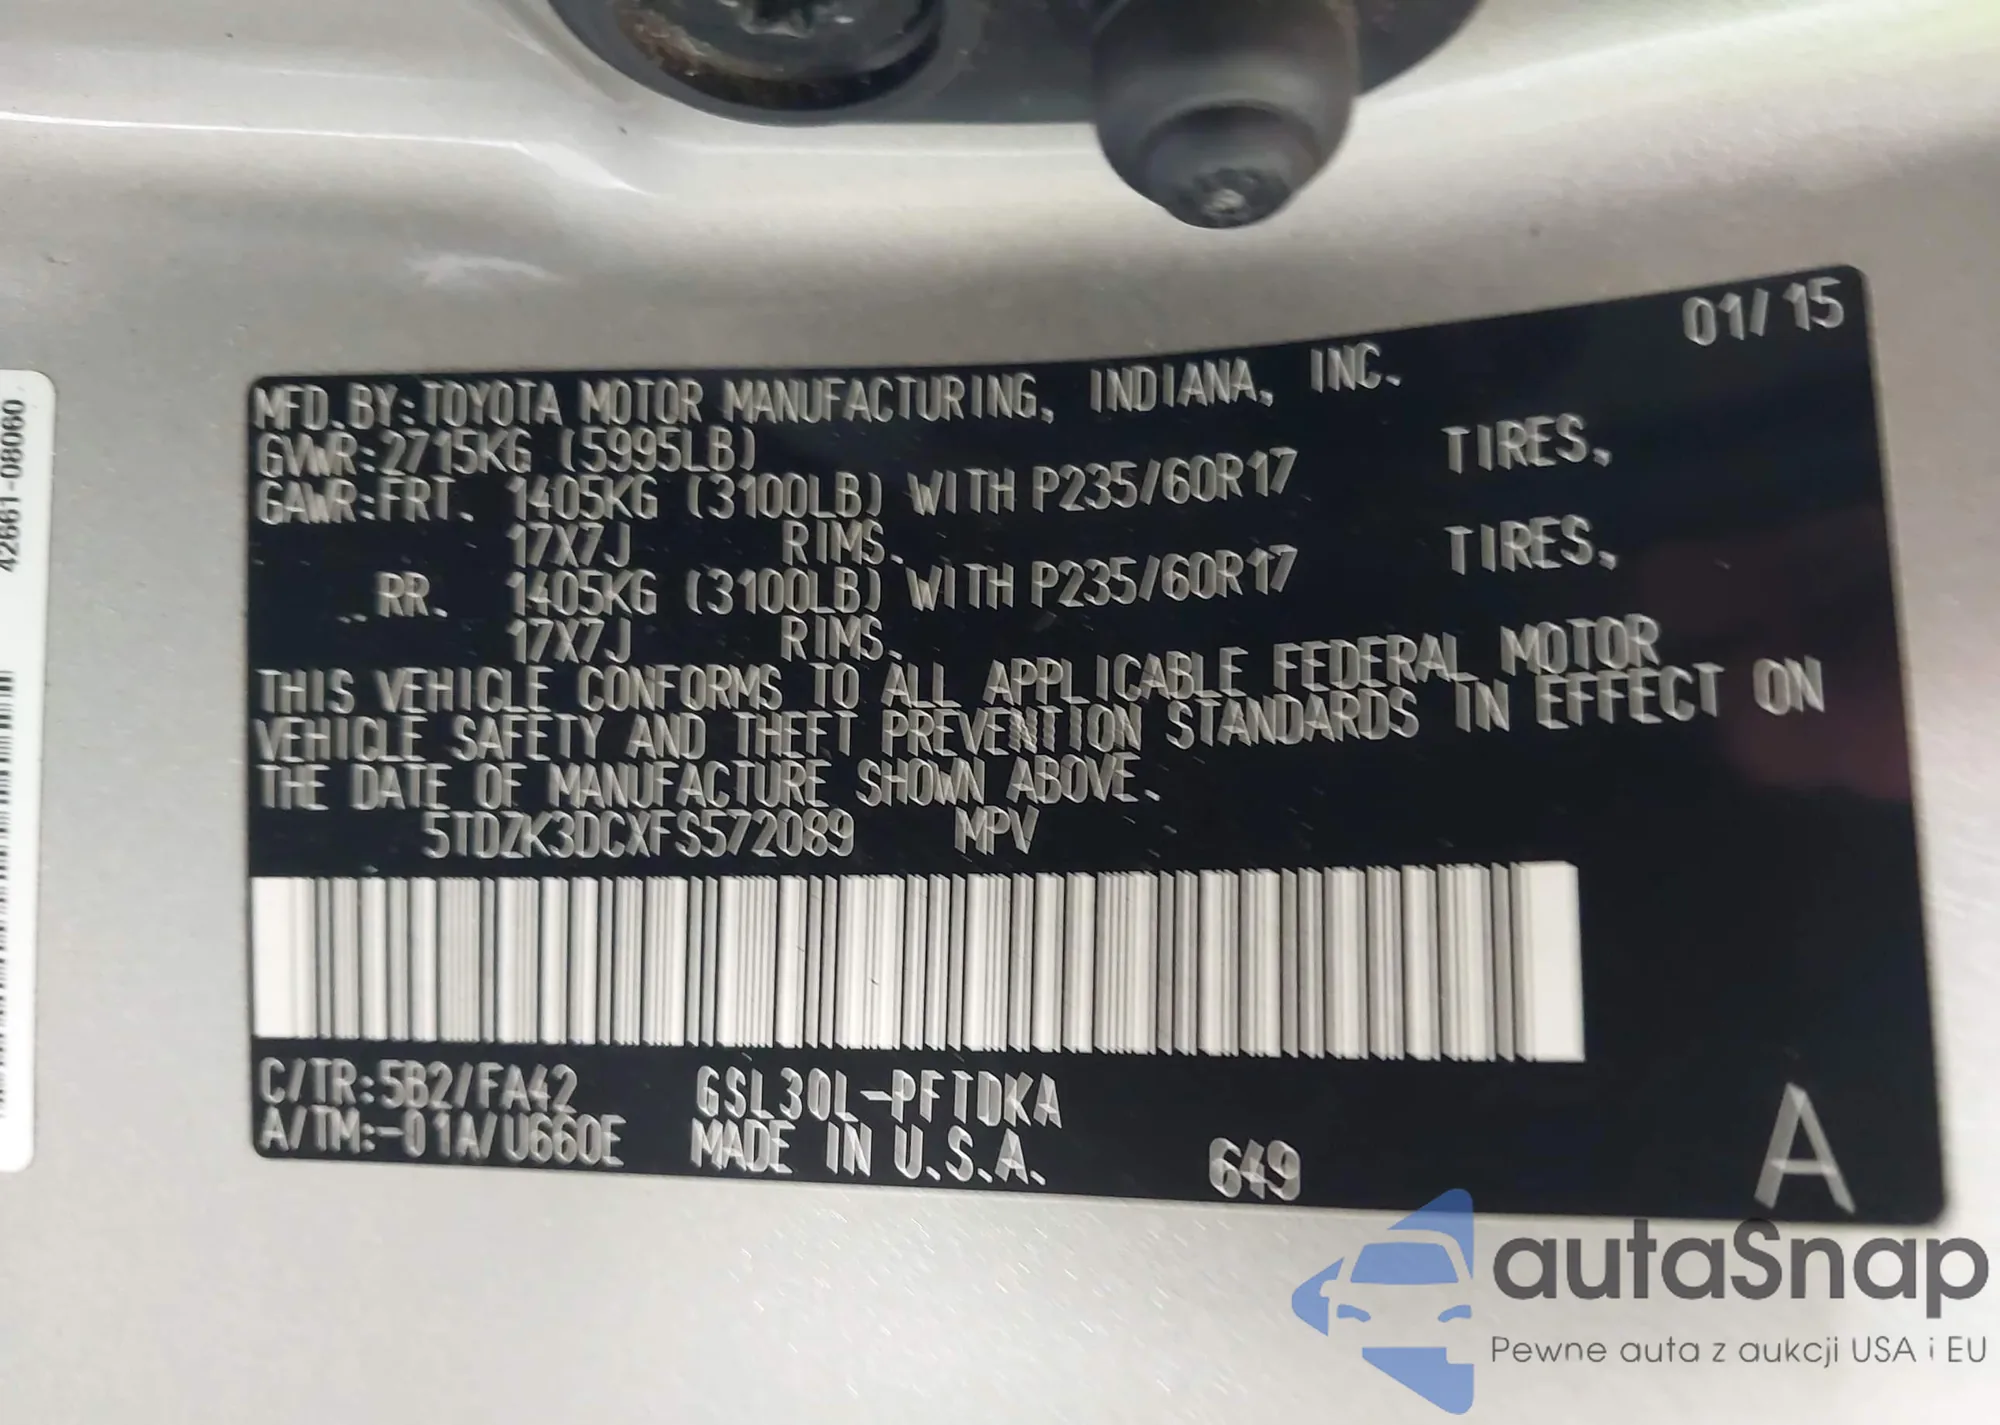 42661-08060
01/15
MFD.BY:TOYOTA MOTOR MANUFACTURING, INDIANA, INC.
GVWR:2715KG (5995LB)
GAWR:FRT. 1405KG (3100LB) WITH P235/60R17 TIRES,
17X7J RIMS.
RR. 1405KG (3100LB) WITH P235/60R17 TIRES,
17X7J RIMS.
THIS VEHICLE CONFORMS TO ALL APPLICABLE FEDERAL MOTOR
VEHICLE SAFETY AND THEFT PREVENTION STANDARDS IN EFFECT ON
THE DATE OF MANUFACTURE SHOWN ABOVE.
5TDZK3DCXFS572089 MPV
C/TR:5B2/FA42 GSL30L-PFTDKA
A/TM:-01A/U660E MADE IN U.S.A. 649 A
autaSnap
Pewne auta z aukcji USA i EU